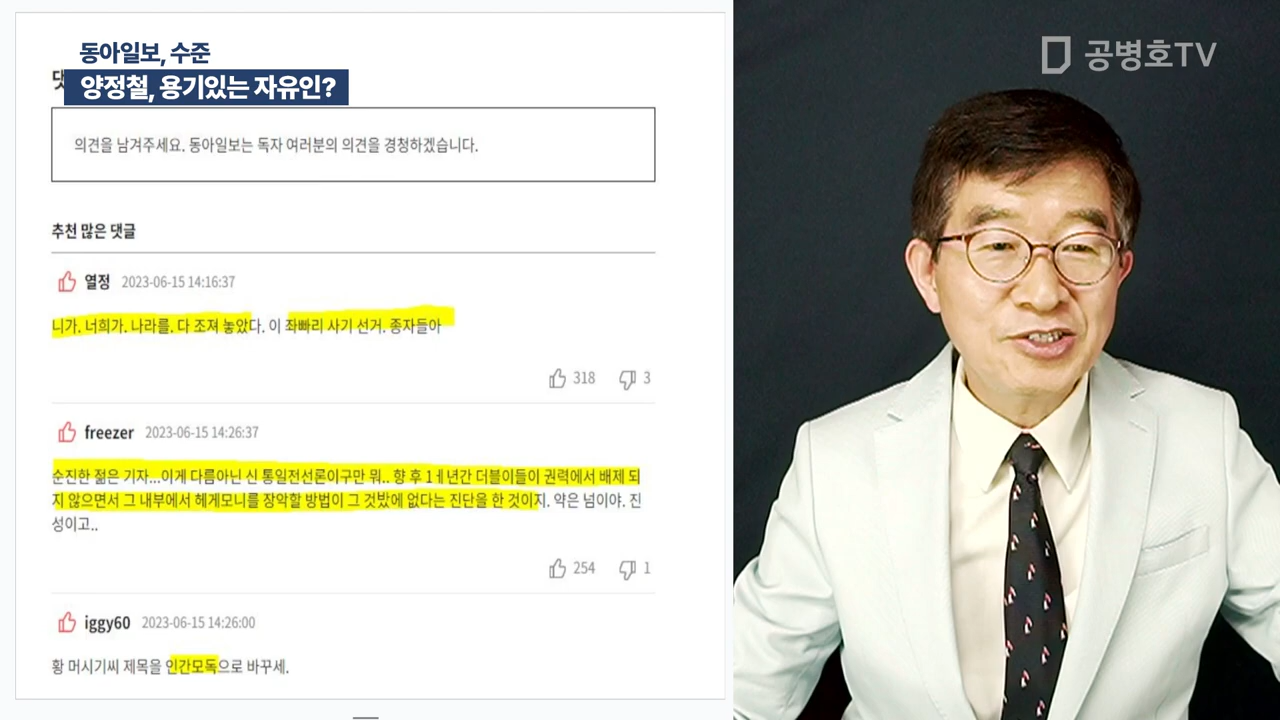 동아일보, 수준
양정철, 용기있는 자유인?
공병호TV
의견을 남겨주세요. 동아일보는 독자 여러분의 의견을 경청하겠습니다.
추천 많은 댓글
열정 2023-06-15 14:16:37
니가. 너희가. 나라를. 다 조져 놓았다. 이 좌빠리 사기 선거. 종자들아
318 3
freezer 2023-06-15 14:26:37
순진한 젊은 기자...이게 다름아닌 신 통일전선론이구만 뭐.. 향 후 1ㅔ년간 더블이들이 권력에서 배제 되
지 않으면서 그 내부에서 헤게모니를 장악할 방법이 그 것밨에 없다는 진단을 한 것이지. 약은 넘이야. 진
성이고..
254 1
iggy60 2023-06-15 14:26:00
황 머시기씨 제목을 인간모독으로 바꾸세.